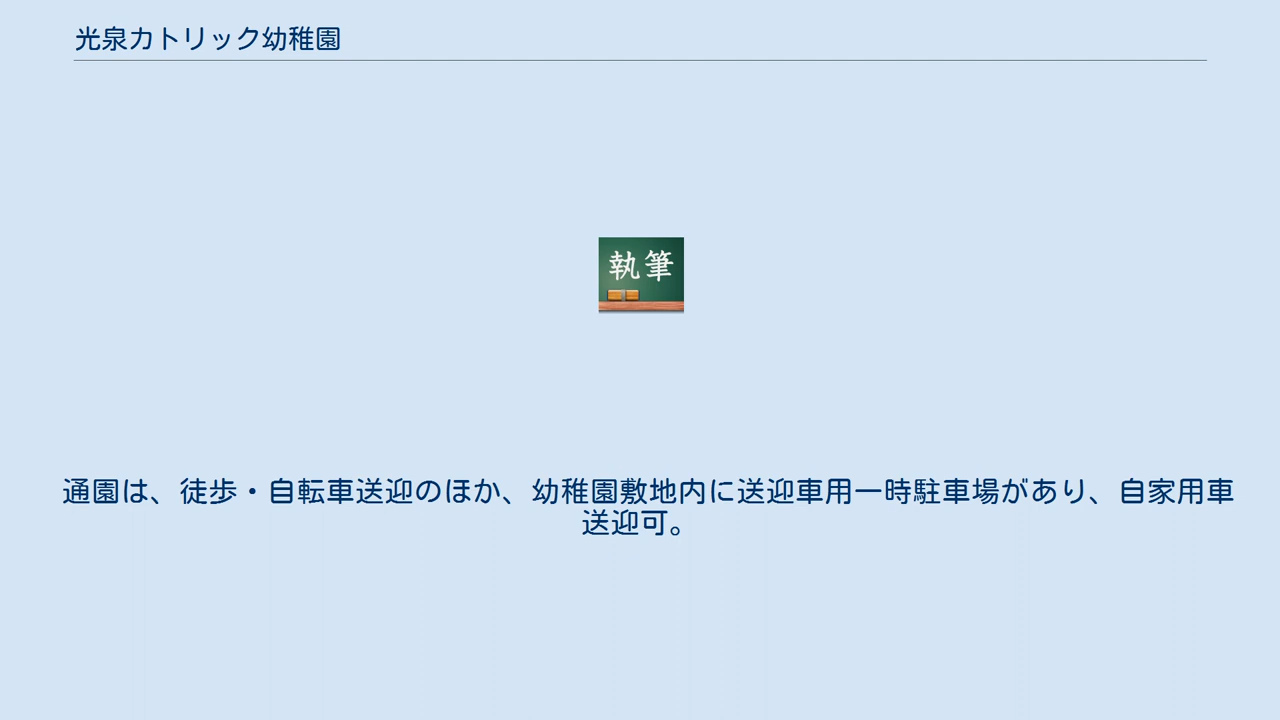 光泉カトリック幼稚園
執筆
通園は、徒歩・自転車送迎のほか、幼稚園敷地内に送迎車用一時駐車場があり、自家用車
送迎可。